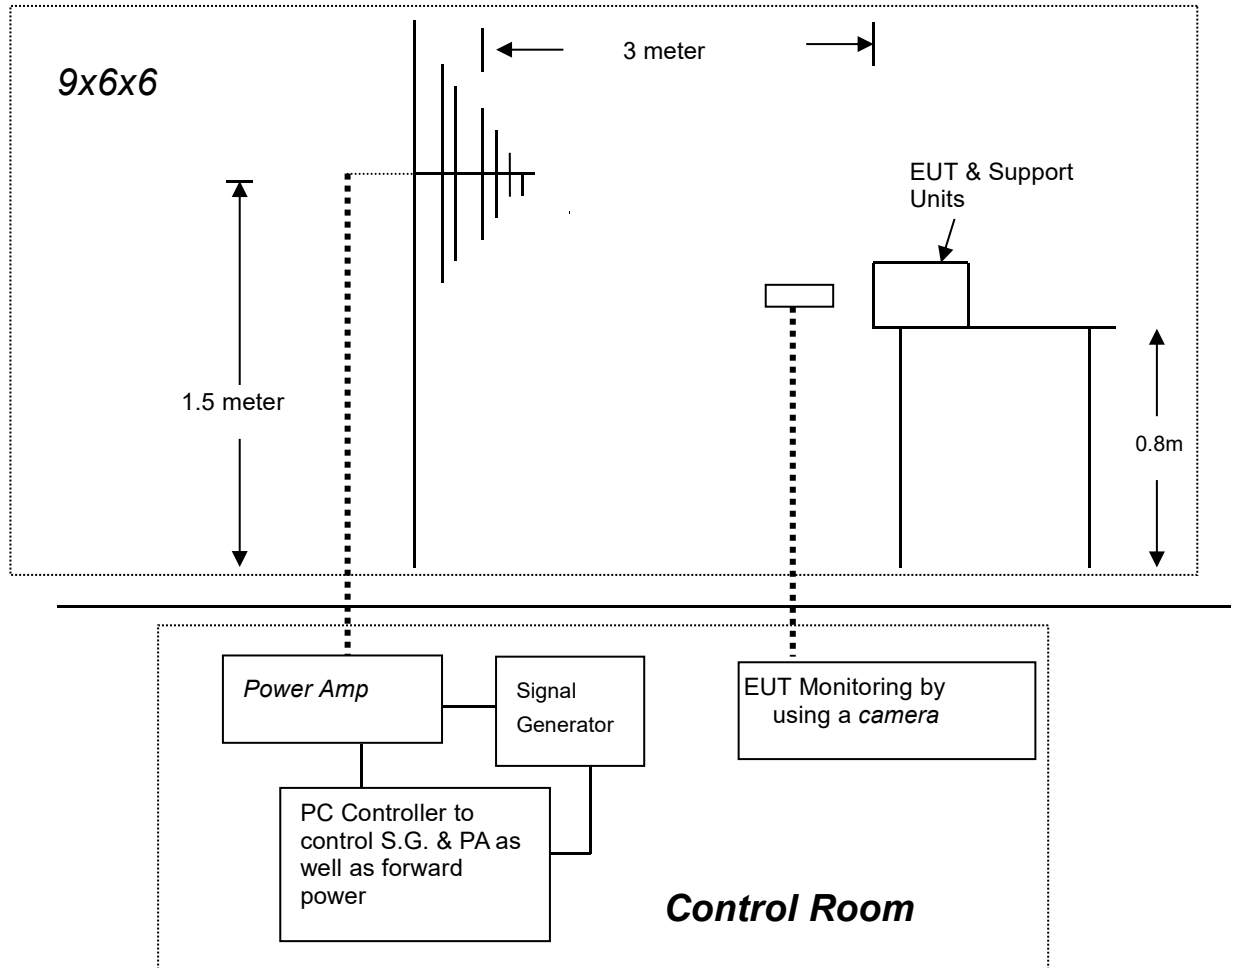 3 meter
9x6x6
EUT & Support
Units
1.5 meter
0.8m
Power Amp
Signal
Generator
EUT Monitoring by
using a camera
PC Controller to
control S.G. & PA as
well as forward
power
Control Room